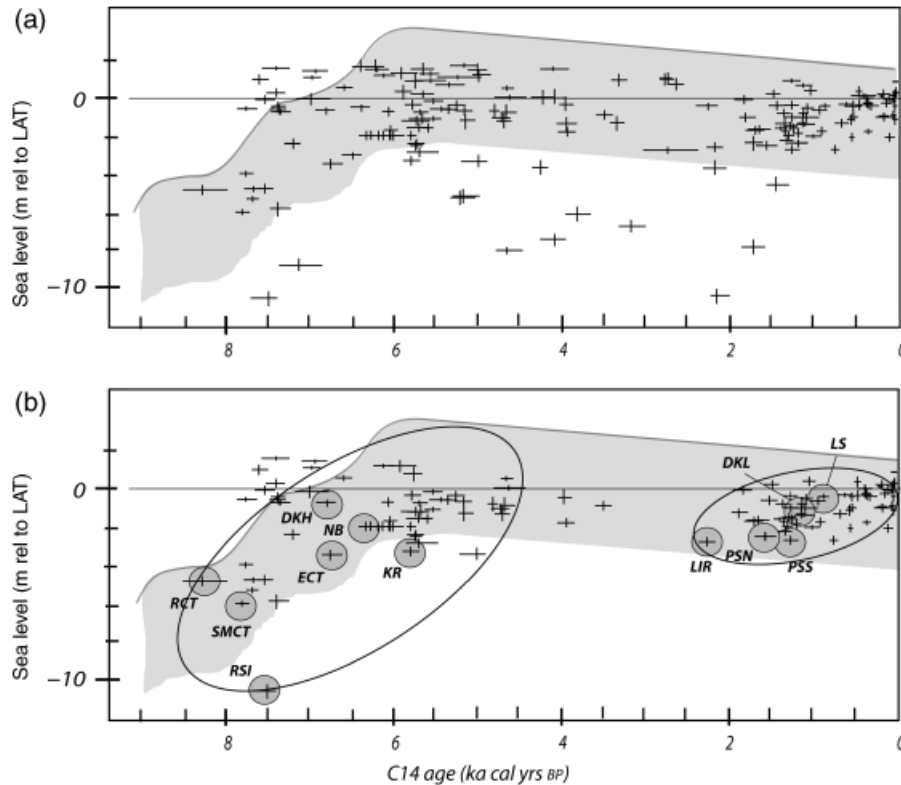 (a)
Sea level (m rel to LAT)
0
-10
8 6 4 2 0
(b)
Sea level (m rel to LAT)
0
-10
LS
DKL
DKH
NB
ECT
KR
LIR
PSN
PSS
RCT
SMCT
RSI
8 6 4 2 0
C14 age (ka cal yrs BP)